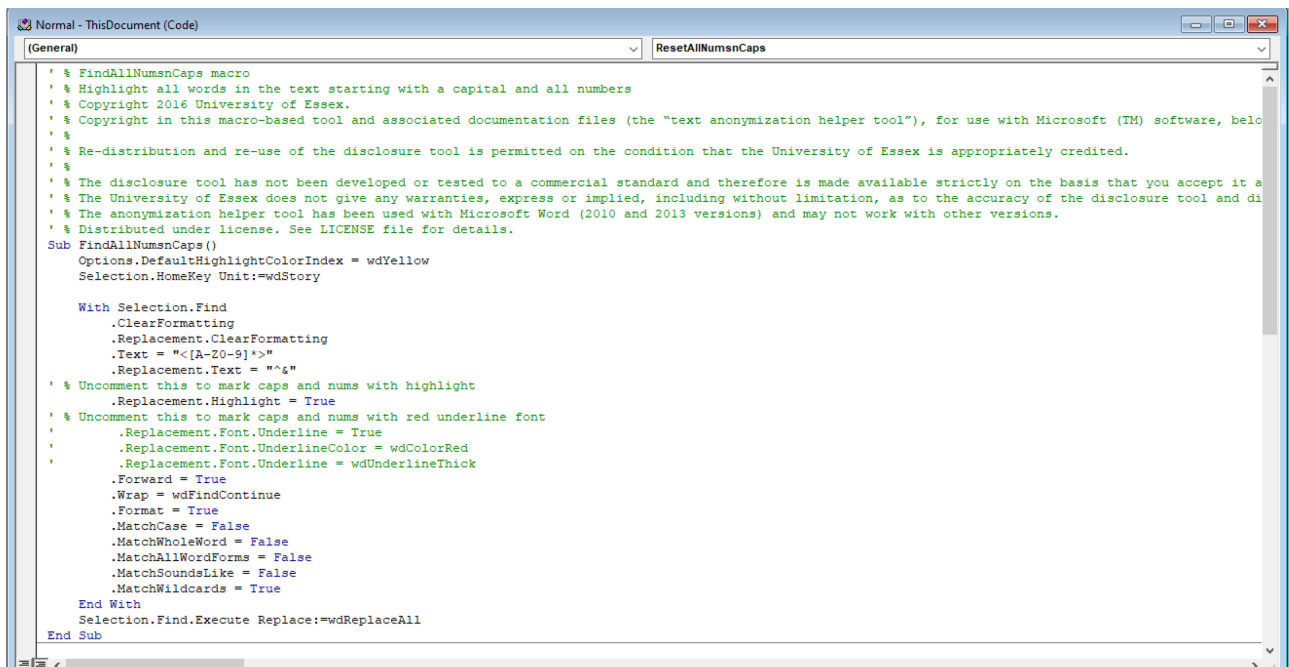 Normal - ThisDocument (Code)
(General) ResetAllNumsnCaps
' % FindAllNumsnCaps macro
' % Highlight all words in the text starting with a capital and all numbers
' % Copyright 2016 University of Essex.
' % Copyright in this macro-based tool and associated documentation files (the “text anonymization helper tool”), for use with Microsoft (TM) software, belo
' %
' % Re-distribution and re-use of the disclosure tool is permitted on the condition that the University of Essex is appropriately credited.
' %
' % The disclosure tool has not been developed or tested to a commercial standard and therefore is made available strictly on the basis that you accept it a
' % The University of Essex does not give any warranties, express or implied, including without limitation, as to the accuracy of the disclosure tool and di
' % The anonymization helper tool has been used with Microsoft Word (2010 and 2013 versions) and may not work with other versions.
' % Distributed under license. See LICENSE file for details.
Sub FindAllNumsnCaps()
    Options.DefaultHighlightColorIndex = wdYellow
    Selection.HomeKey Unit:=wdStory
    With Selection.Find
        .ClearFormatting
        .Replacement.ClearFormatting
        .Text = "<[A-Z0-9]*>"
        .Replacement.Text = "^&"
' % Uncomment this to mark caps and nums with highlight
        .Replacement.Highlight = True
' % Uncomment this to mark caps and nums with red underline font
'        .Replacement.Font.Underline = True
'        .Replacement.Font.UnderlineColor = wdColorRed
'        .Replacement.Font.Underline = wdUnderlineThick
        .Forward = True
        .Wrap = wdFindContinue
        .Format = True
        .MatchCase = False
        .MatchWholeWord = False
        .MatchAllWordForms = False
        .MatchSoundsLike = False
        .MatchWildcards = True
    End With
    Selection.Find.Execute Replace:=wdReplaceAll
End Sub